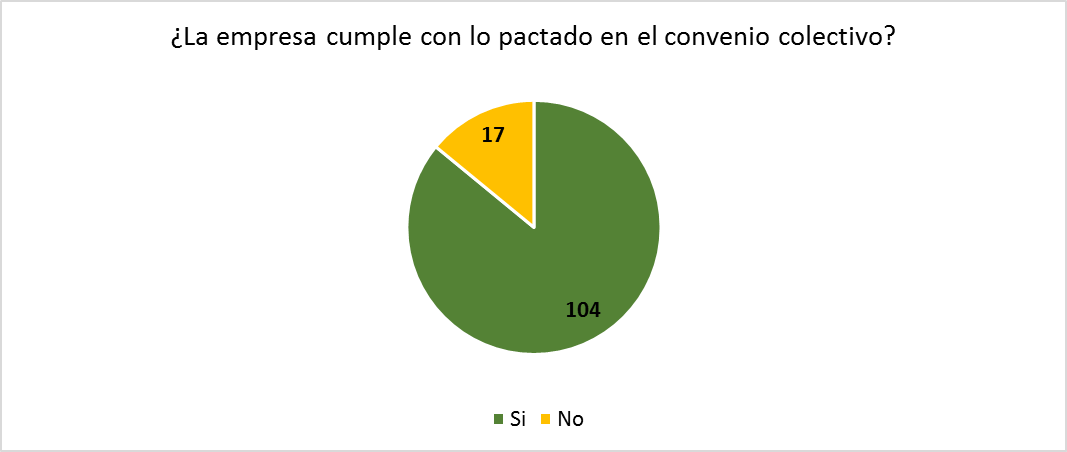 ¿La empresa cumple con lo pactado en el convenio colectivo?
17
104
Si No